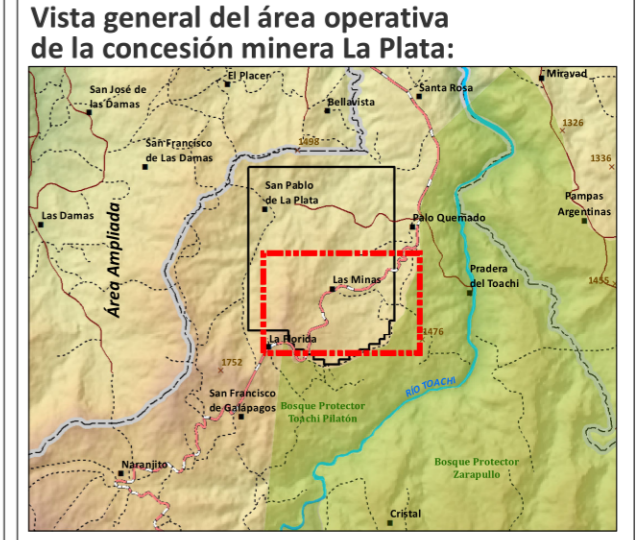 Vista general del área operativa
de la concesión minera La Plata:
El Placer
Miravad
San José de
las Damas
Santa Rosa
Bellavista
1326
San Francisco
de Las Damas
1498
1336
San Pablo
de La Plata
Pampas
Argentinas
Las Damas
Palo Quemado
Área Ampliada
Pradera
del Toachi
Las Minas
1455
1476
La Florida
1752
RÍO TOACHI
San Francisco
de Galápagos
Bosque Protector
Toachi Pilatón
Naranjito
Bosque Protector
Zarapullo
Cristal